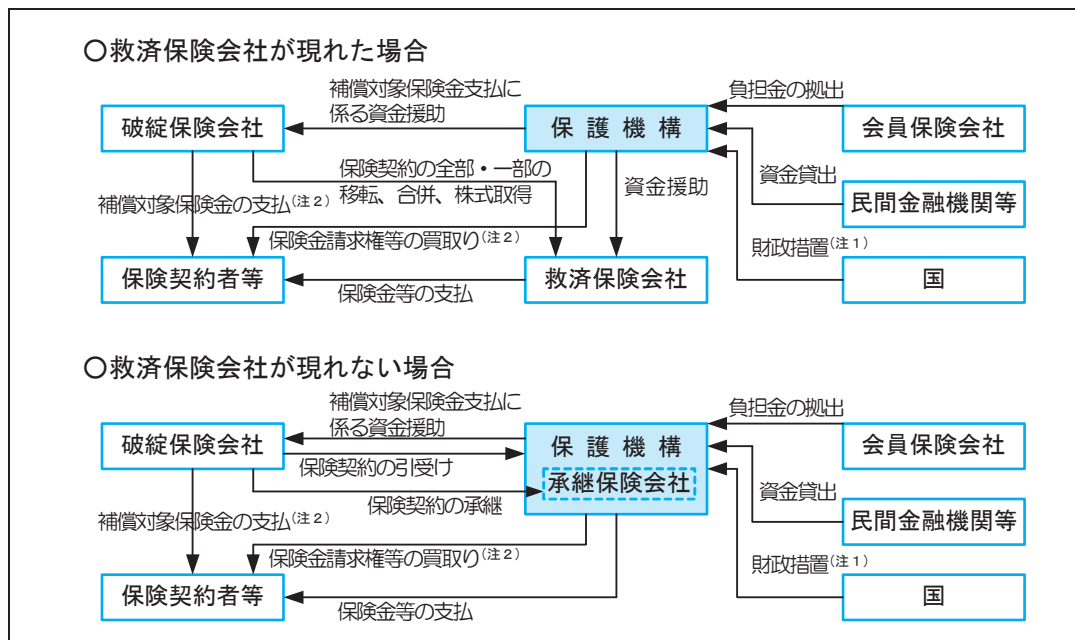 〇救済保険会社が現れた場合
補償対象保険金支払に
係る資金援助
負担金の拠出
破綻保険会社
保護機構
会員保険会社
保険契約の全部・一部の
移転、合併、株式取得
資金援助
資金貸出
補償対象保険金の支払(注2)
民間金融機関等
保険金請求権等の買取り(注2)
財政措置(注1)
保険契約者等
保険金等の支払
救済保険会社
国
〇救済保険会社が現れない場合
補償対象保険金支払に
係る資金援助
負担金の拠出
破綻保険会社
保護機構
会員保険会社
保険契約の引受け
承継保険会社
保険契約の承継
資金貸出
補償対象保険金の支払(注2)
民間金融機関等
保険金請求権等の買取り(注2)
財政措置(注1)
保険契約者等
保険金等の支払
国